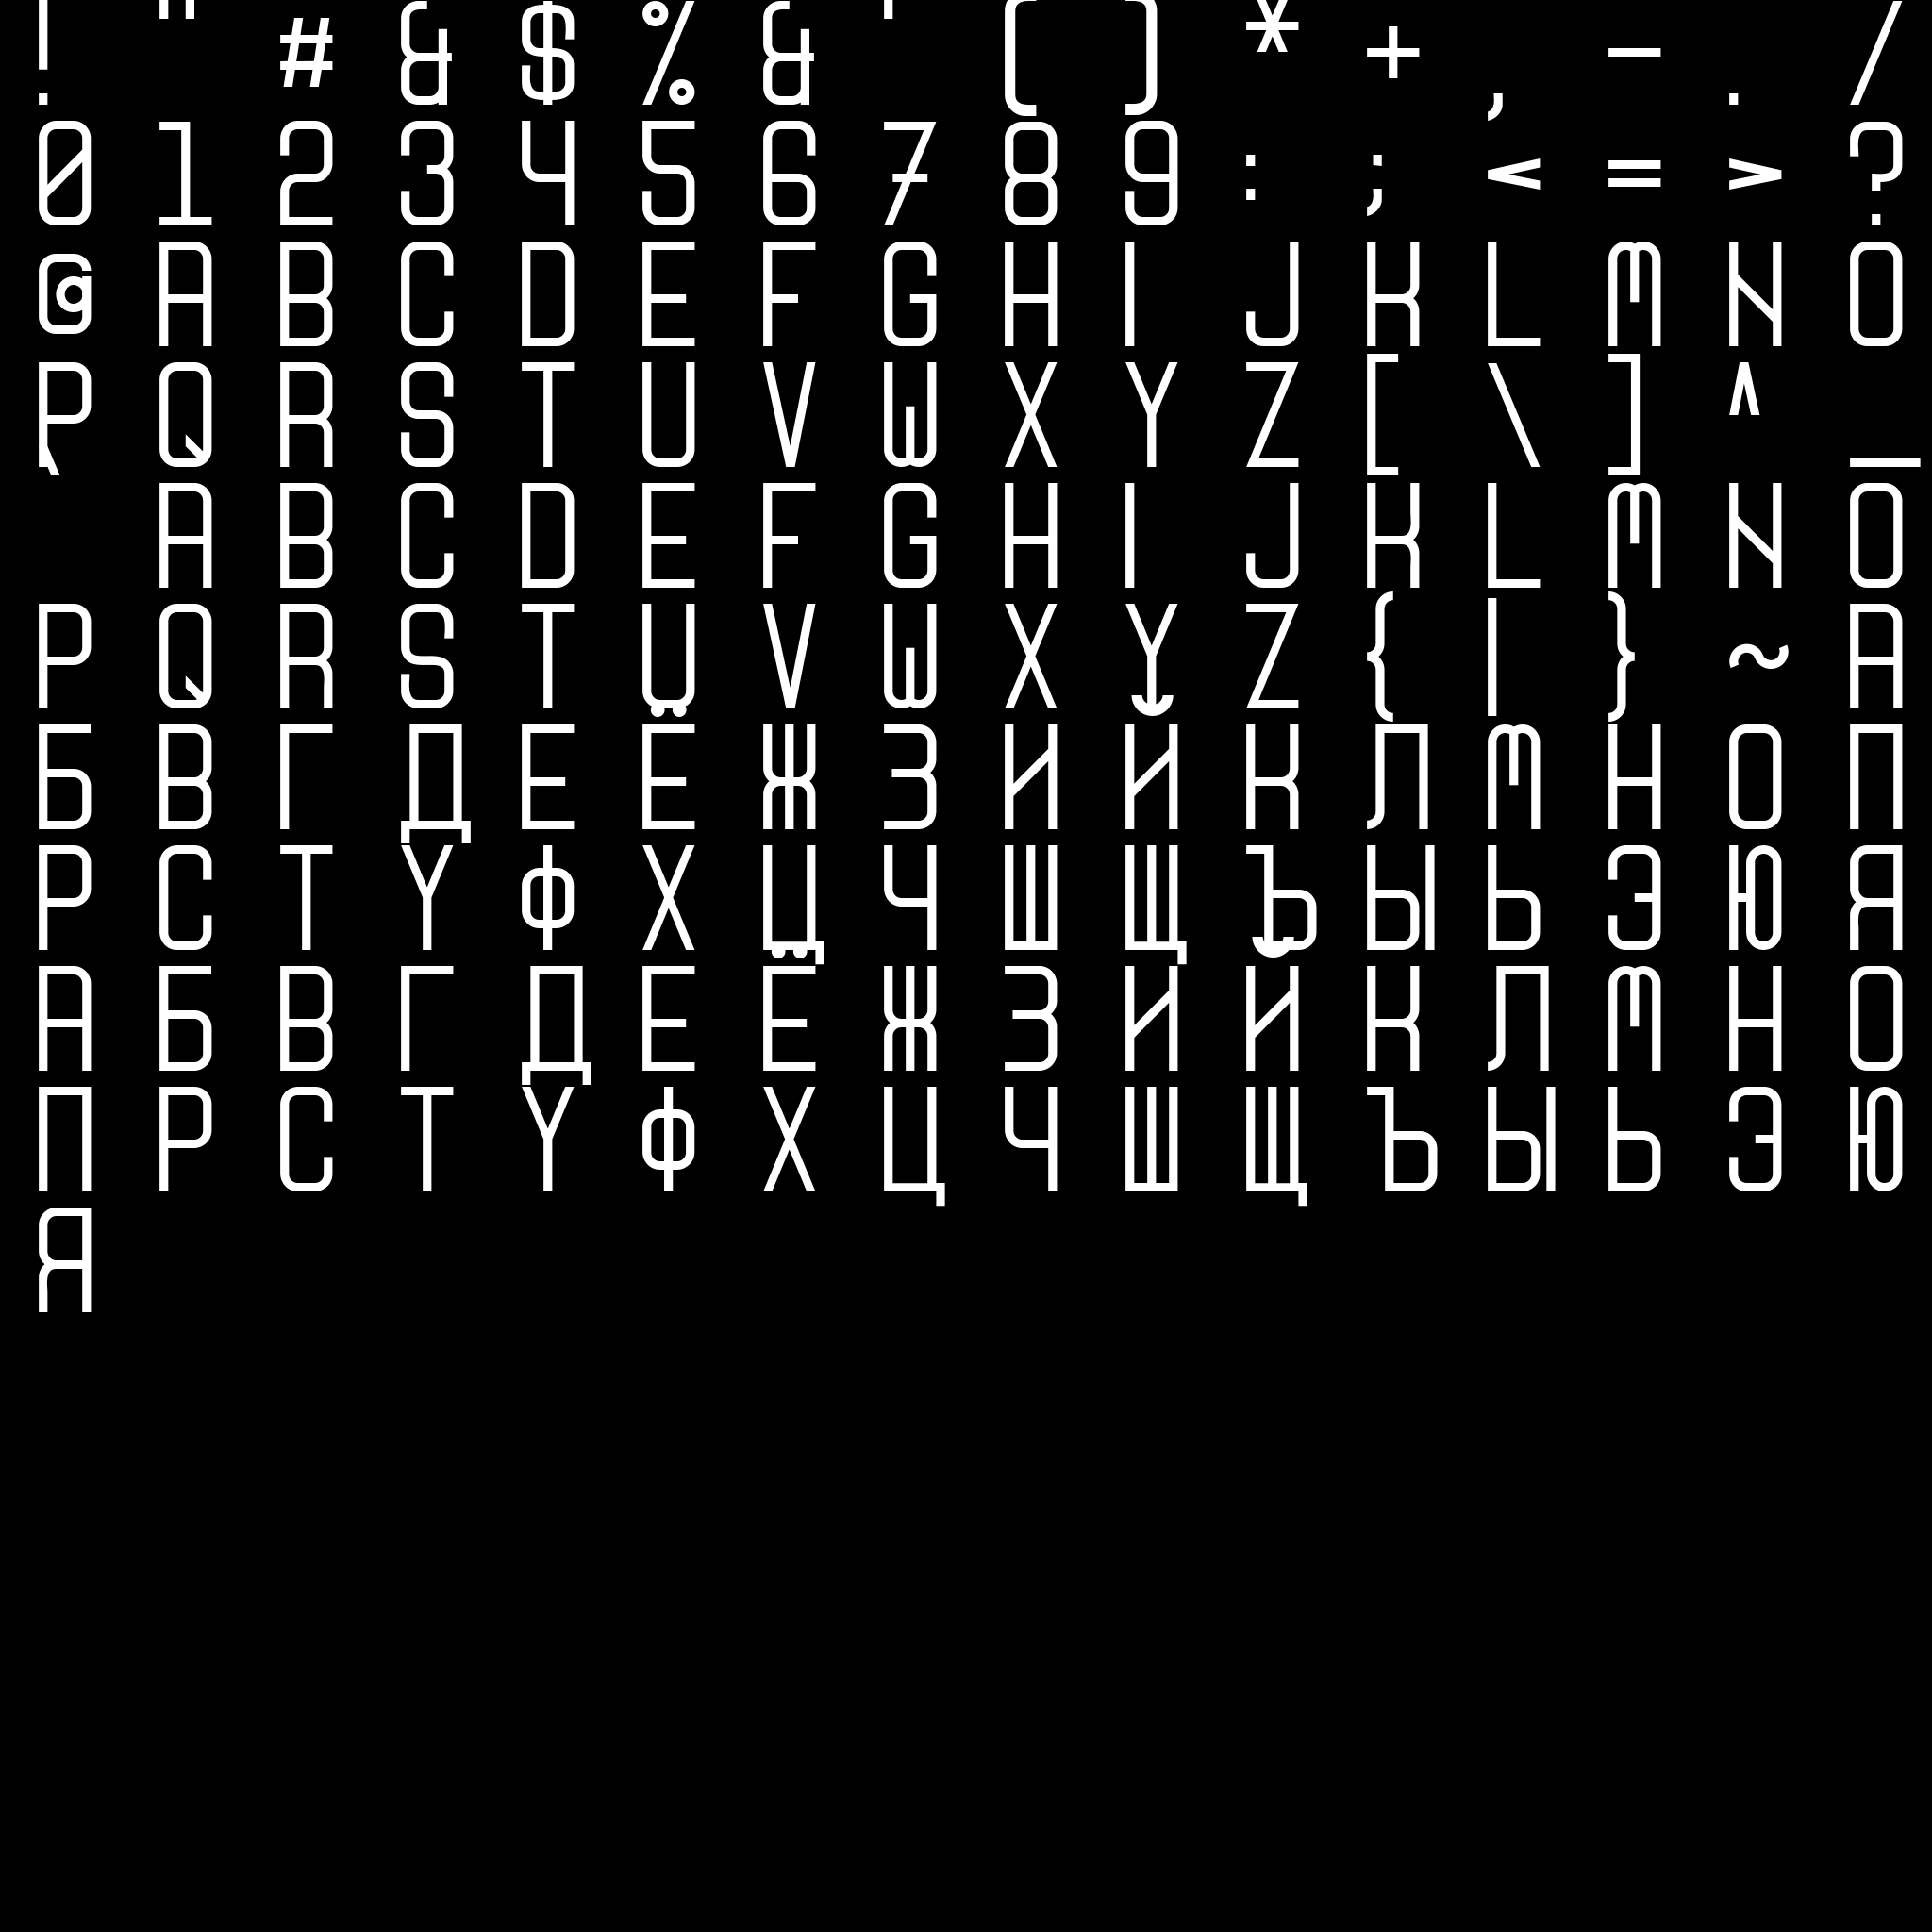 ! " # & $ % & ' ( ) * + , - . /
0 1 2 3 4 5 6 7 8 9 : ; < = > ?
@ A B C D E F G H I J K L M N O
P Q R S T U V W X Y Z [ \ ] ^ _
A B C D E F G H I J K L M N O
P Q R S T U V W X Y Z { | } ~ А
Б В Г Д Е Ё Ж З И Й К Л М Н О П
Р С Т У Ф Х Ц Ч Ш Щ Ъ Ы Ь Э Ю Я
А Б В Г Д Е Ё Ж З И Й К Л М Н О
П Р С Т У Ф Х Ц Ч Ш Щ Ъ Ы Ь Э Ю
Я